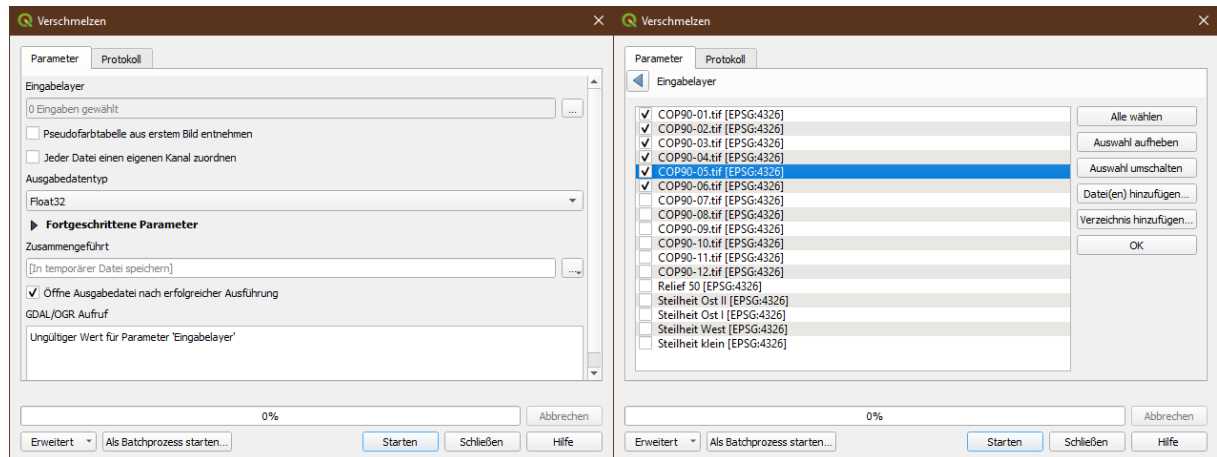 Verschmelzen
Parameter
Protokoll
Eingabelayer
0 Eingaben gewählt
...
Pseudofarbtabelle aus erstem Bild entnehmen
Jeder Datei einen eigenen Kanal zuordnen
Ausgabedatentyp
Float32
Fortgeschrittene Parameter
Zusammengeführt
[In temporärer Datei speichern]
...
Öffne Ausgabedatei nach erfolgreicher Ausführung
GDAL/OGR Aufruf
Ungültiger Wert für Parameter 'Eingabelayer'
0%
Abbrechen
Erweitert
Als Batchprozess starten...
Starten
Schließen
Hilfe
Verschmelzen
Parameter
Protokoll
Eingabelayer
COP90-01.tif [EPSG:4326]
COP90-02.tif [EPSG:4326]
COP90-03.tif [EPSG:4326]
COP90-04.tif [EPSG:4326]
COP90-05.tif [EPSG:4326]
COP90-06.tif [EPSG:4326]
COP90-07.tif [EPSG:4326]
COP90-08.tif [EPSG:4326]
COP90-09.tif [EPSG:4326]
COP90-10.tif [EPSG:4326]
COP90-11.tif [EPSG:4326]
COP90-12.tif [EPSG:4326]
Relief 50 [EPSG:4326]
Steilheit Ost II [EPSG:4326]
Steilheit Ost I [EPSG:4326]
Steilheit West [EPSG:4326]
Steilheit klein [EPSG:4326]
Alle wählen
Auswahl aufheben
Auswahl umschalten
Datei(en) hinzufügen...
Verzeichnis hinzufügen...
OK
0%
Abbrechen
Erweitert
Als Batchprozess starten...
Starten
Schließen
Hilfe